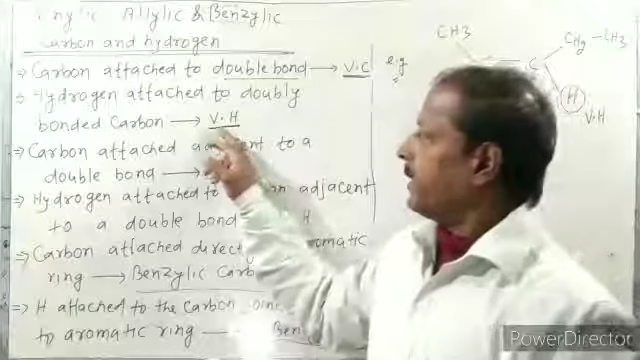 Allylic & Benzylic
Carbon and hydrogen
⇒ Carbon attached to double bond → V.C
⇒ Hydrogen attached to doubly
bonded Carbon → V.H
⇒ Carbon attached to a
double bond →
⇒ Hydrogen attached to adjacent
to a double bond H
⇒ Carbon attached
ring → Benzylic Carb
⇒ H attached to the Carbon
to aromatic ring — Ben
e.g
CH3
C
CH2 — CH3
H
V.H
PowerDirector